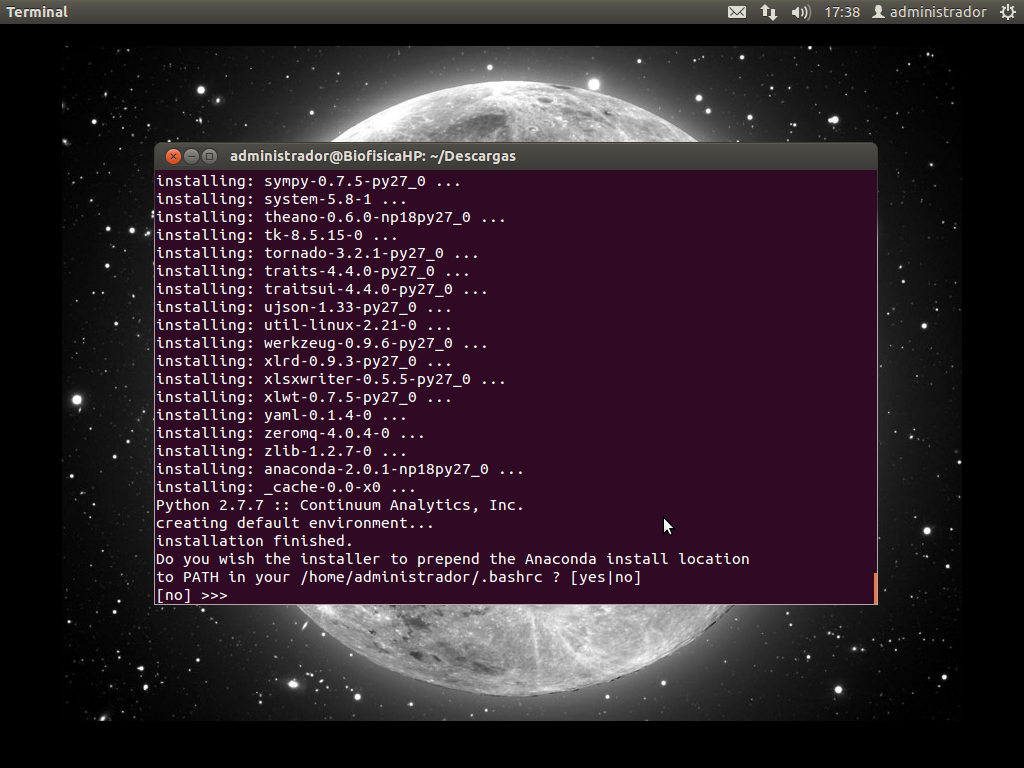 Terminal
17:38
administrador
administrador@BiofisicaHP: ~/Descargas
installing: sympy-0.7.5-py27_0 ...
installing: system-5.8-1 ...
installing: theano-0.6.0-np18py27_0 ...
installing: tk-8.5.15-0 ...
installing: tornado-3.2.1-py27_0 ...
installing: traits-4.4.0-py27_0 ...
installing: traitsui-4.4.0-py27_0 ...
installing: ujson-1.33-py27_0 ...
installing: util-linux-2.21-0 ...
installing: werkzeug-0.9.6-py27_0 ...
installing: xlrd-0.9.3-py27_0 ...
installing: xlsxwriter-0.5.5-py27_0 ...
installing: xlwt-0.7.5-py27_0 ...
installing: yaml-0.1.4-0 ...
installing: zeromq-4.0.4-0 ...
installing: zlib-1.2.7-0 ...
installing: anaconda-2.0.1-np18py27_0 ...
installing: _cache-0.0-x0 ...
Python 2.7.7 :: Continuum Analytics, Inc.
creating default environment...
installation finished.
Do you wish the installer to prepend the Anaconda install location
to PATH in your /home/administrador/.bashrc ? [yes|no]
[no] >>>